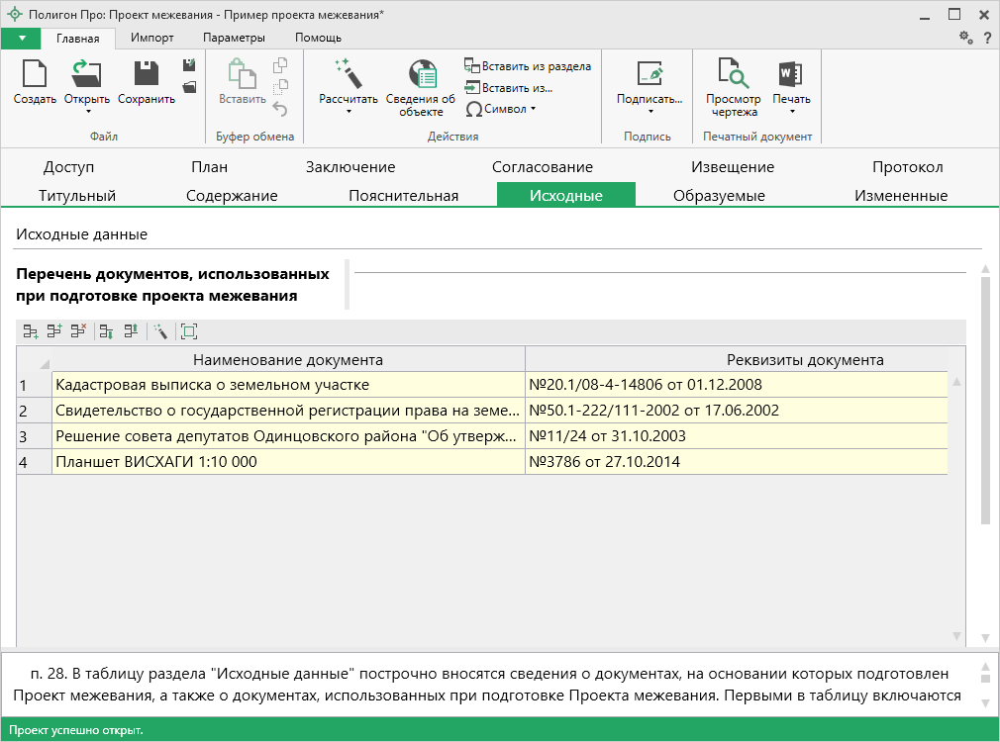 Полигон Про: Проект межевания - Пример проекта межевания*
Главная Импорт Параметры Помощь
?
Создать Открыть Сохранить
Вставить
Рассчитать Сведения об объекте
Вставить из раздела
Вставить из...
Символ
Подписать...
Просмотр чертежа Печать
Файл Буфер обмена Действия Подпись Печатный документ
Доступ План Заключение Согласование Извещение Протокол
Титульный Содержание Пояснительная Исходные Образуемые Измененные
Исходные данные
Перечень документов, использованных
при подготовке проекта межевания
Наименование документа Реквизиты документа
1 Кадастровая выписка о земельном участке №20.1/08-4-14806 от 01.12.2008
2 Свидетельство о государственной регистрации права на земе... №50.1-222/111-2002 от 17.06.2002
3 Решение совета депутатов Одинцовского района "Об утверж... №11/24 от 31.10.2003
4 Планшет ВИСХАГИ 1:10 000 №3786 от 27.10.2014
п. 28. В таблицу раздела "Исходные данные" построчно вносятся сведения о документах, на основании которых подготовлен
Проект межевания, а также о документах, использованных при подготовке Проекта межевания. Первыми в таблицу включаются
Проект успешно открыт.